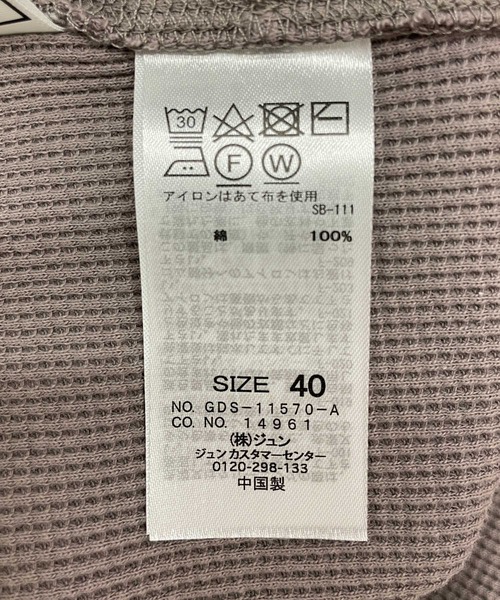 30
F W
アイロンはあて布を使用
SB-111
綿 100%
SIZE 40
NO. GDS-11570-A
CO. NO. 14961
(株)ジュン
ジュン カスタマーセンター
0120-298-133
中国製